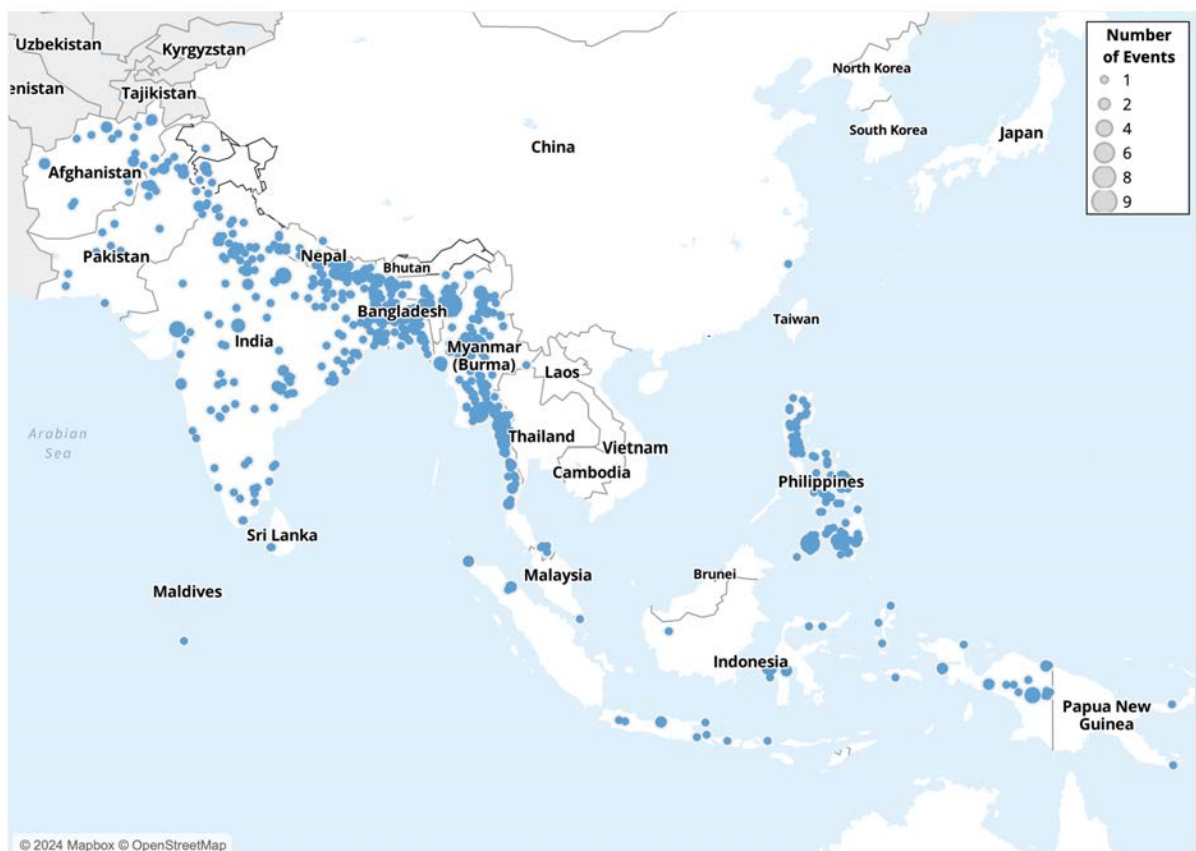 Uzbekistan
Kyrgyzstan
enistan
Tajikistan
Afghanistan
Pakistan
Nepal
Bhutan
Bangladesh
India
Myanmar
(Burma)
Laos
Thailand
Vietnam
Cambodia
China
North Korea
South Korea
Japan
Taiwan
Philippines
Arabian
Sea
Sri Lanka
Maldives
Malaysia
Brunei
Indonesia
Papua New
Guinea
Number
of Events
1
2
4
6
8
9
© 2024 Mapbox © OpenStreetMap